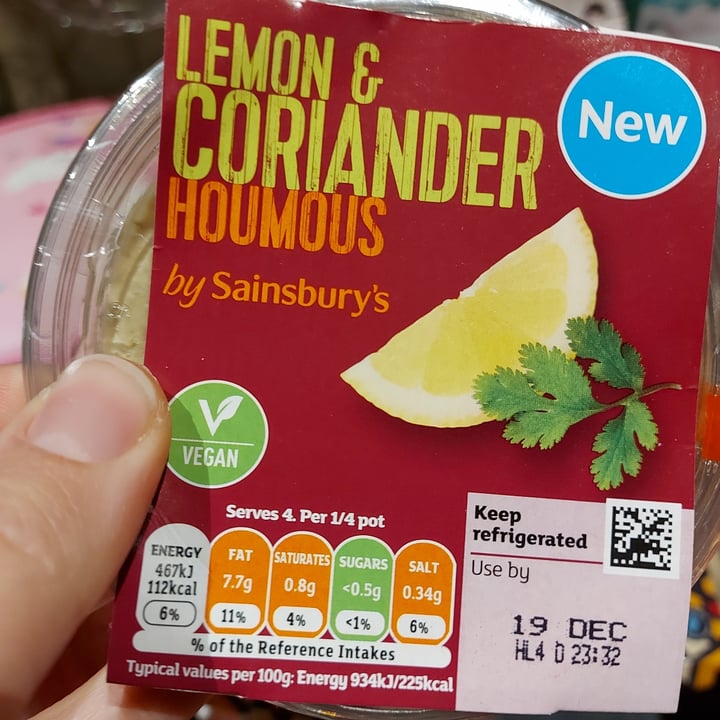 LEMON &
CORIANDER
HOUMOUS
by Sainsbury's
New
VEGAN
Serves 4. Per 1/4 pot
ENERGY
467kJ
112kcal
6%
FAT
7.7g
11%
SATURATES
0.8g
4%
SUGARS
<0.5g
<1%
SALT
0.34g
6%
% of the Reference Intakes
Typical values per 100g: Energy 934kJ/225kcal
Keep
refrigerated
Use by
19 DEC
HL4 D 23:32